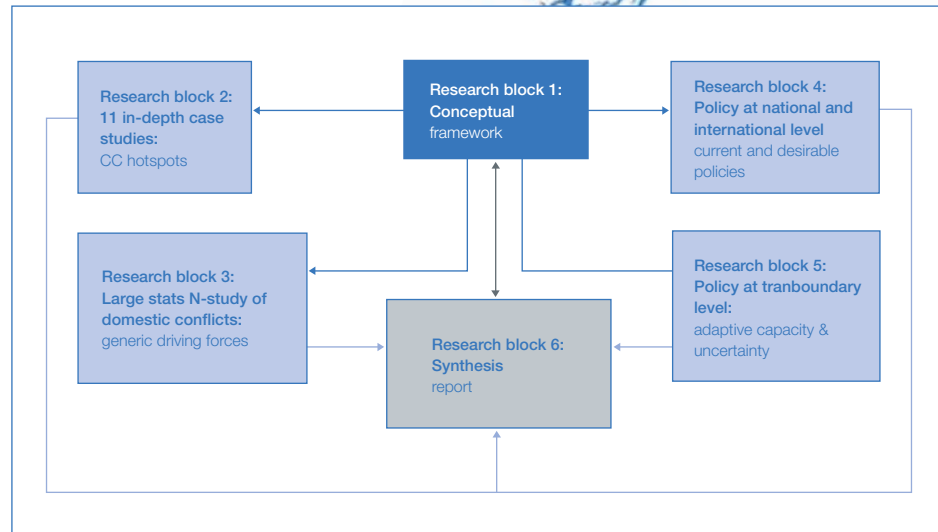 Research block 2:
11 in-depth case
studies:
CC hotspots
Research block 1:
Conceptual
framework
Research block 4:
Policy at national and
international level
current and desirable
policies
Research block 3:
Large stats N-study of
domestic conflicts:
generic driving forces
Research block 6:
Synthesis
report
Research block 5:
Policy at tranboundary
level:
adaptive capacity &
uncertainty